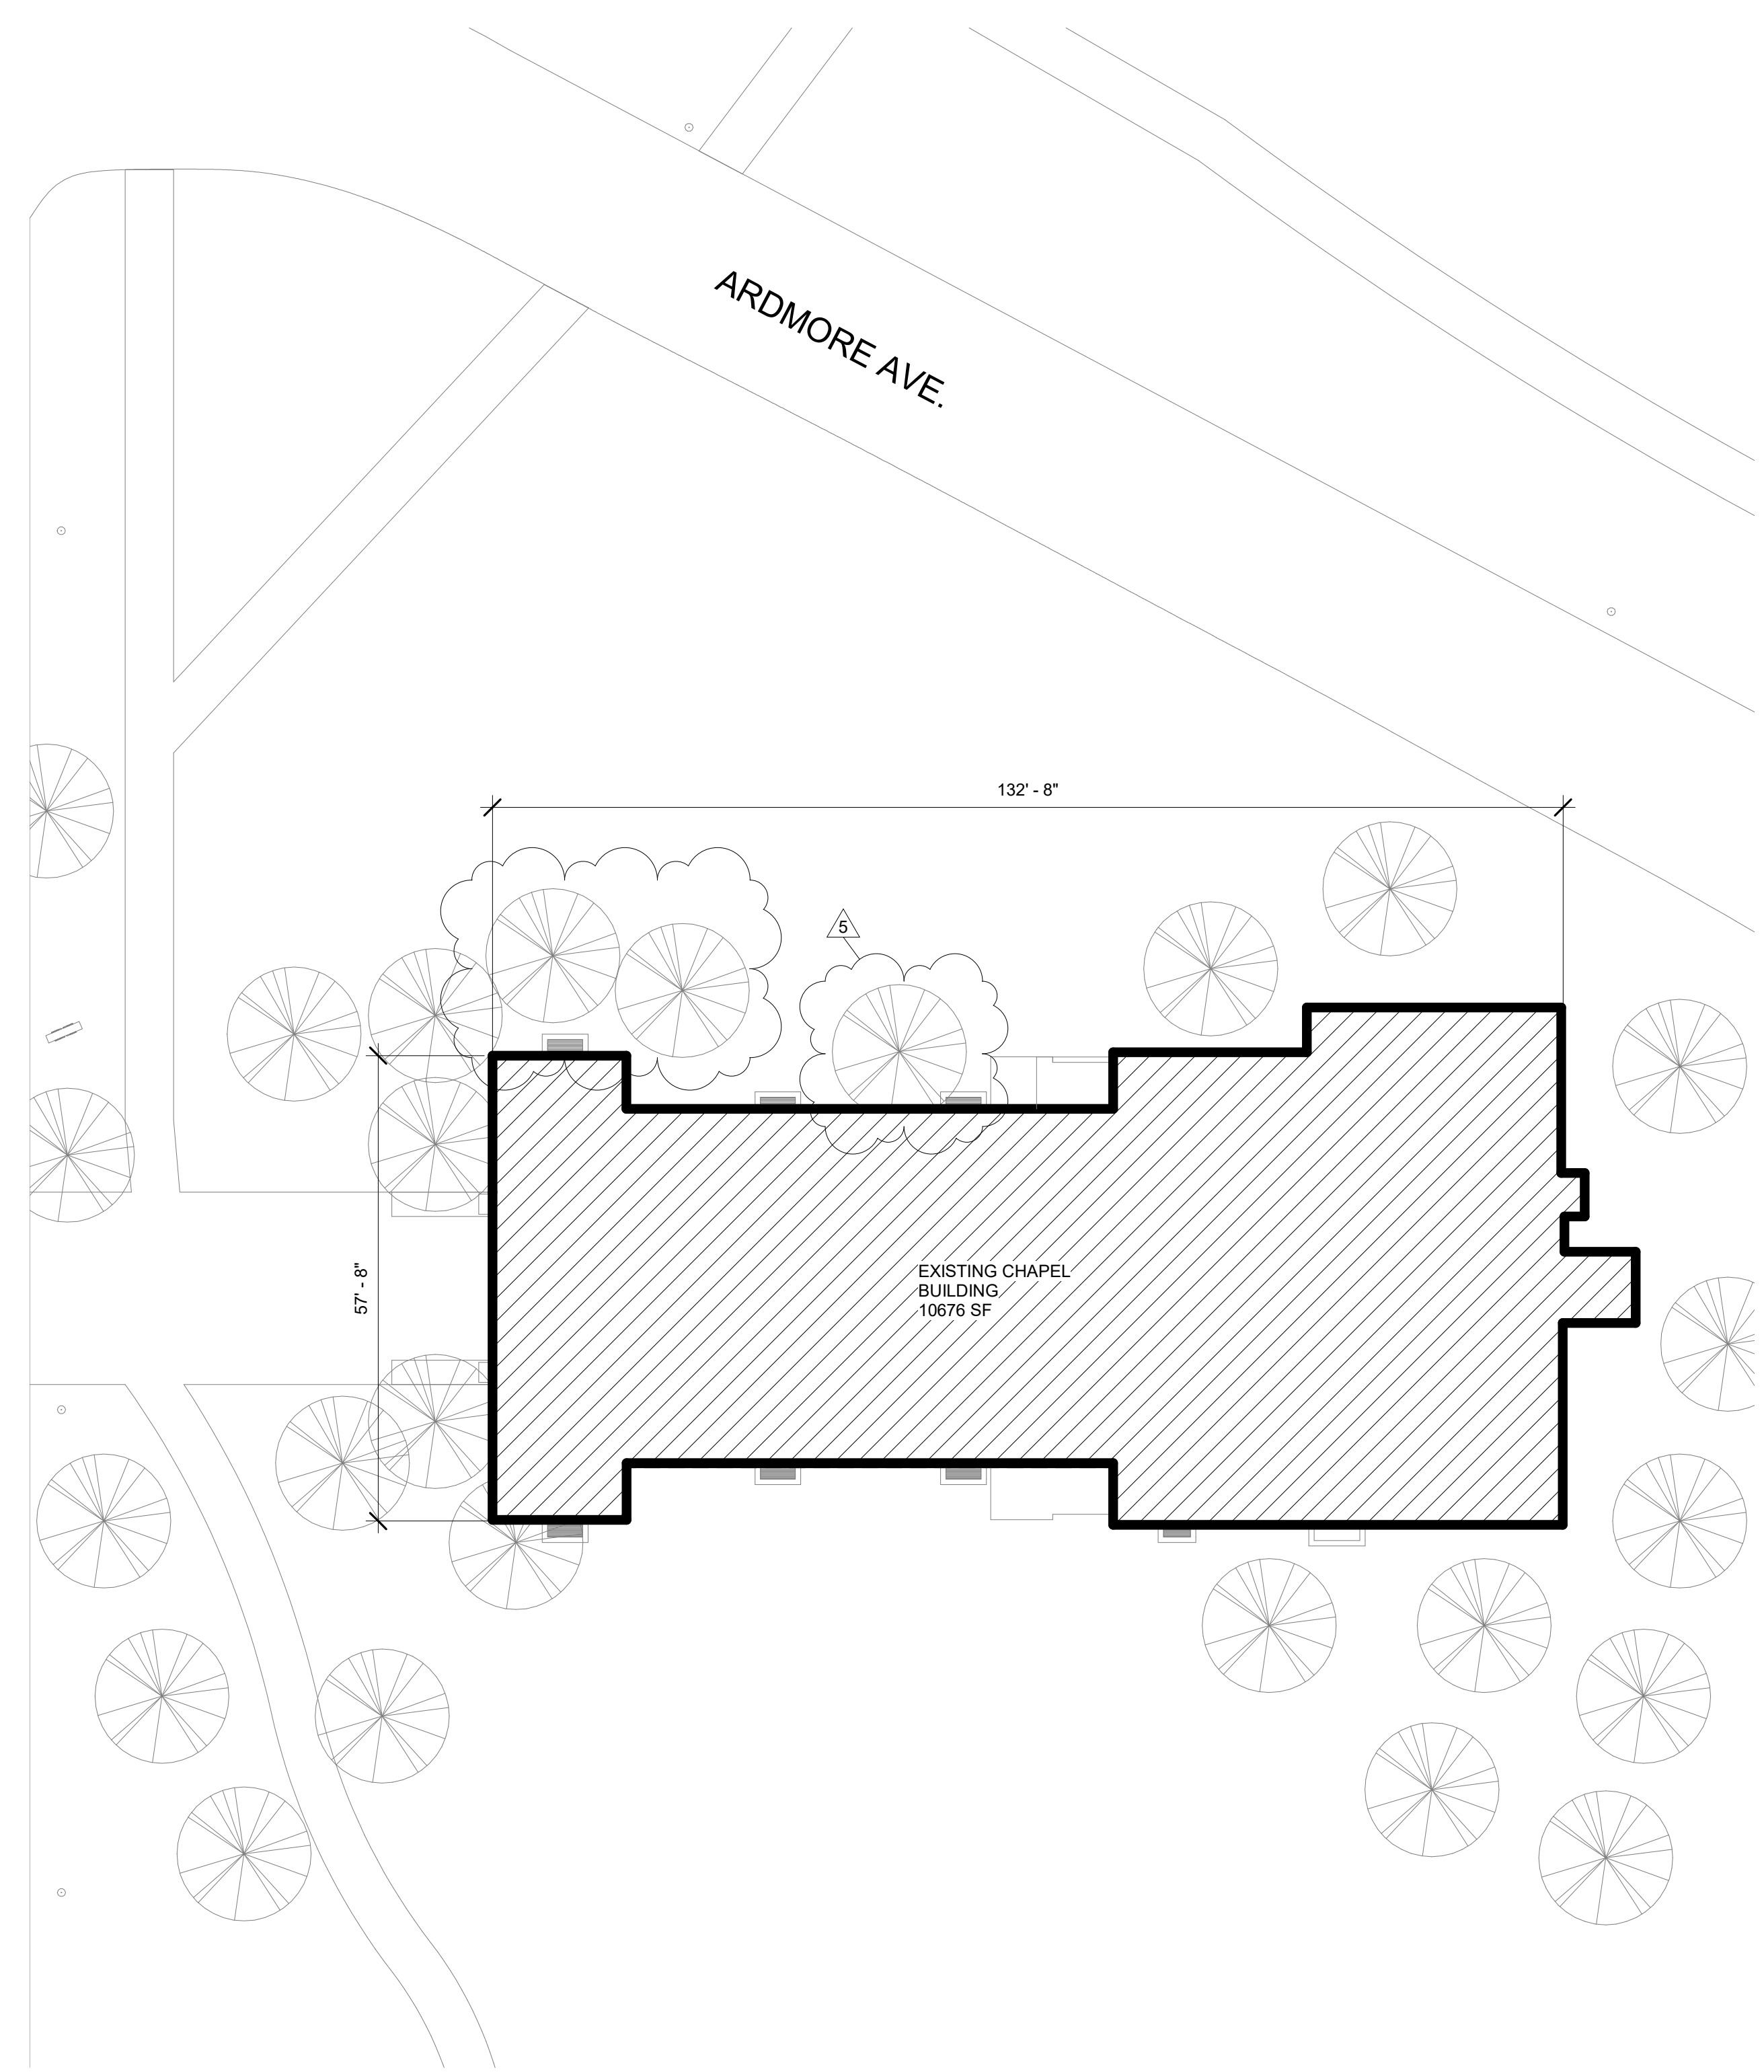 ARDMORE AVE.
132' - 8"
5
57' - 8"
EXISTING CHAPEL
BUILDING
10676 SF